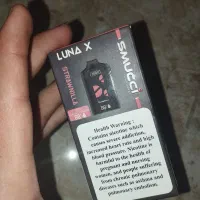 LUNA X
SMUCCI
STRAWNILLA
Health Warning :
Contains nicotine which
causes severe addiction,
increased heart rate and high
blood pressure. Nicotine is
harmful to the health of
pregnant and nursing
women, and people suffering
from chronic pulmonary
diseases such as asthma and
pulmonary embolism.